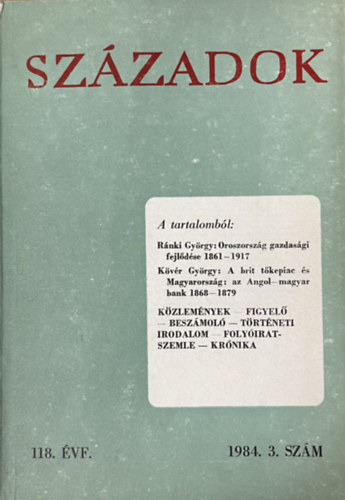 SZÁZADOK
A tartalomból:
Ránki György: Oroszország gazdasági
fejlődése 1861—1917
Kövér György: A brit tőkepiac és
Magyarország: az Angol—magyar
bank 1868—1879
KÖZLEMÉNYEK — FIGYELŐ
— BESZÁMOLÓ — TÖRTÉNETI
IRODALOM — FOLYÓIRAT-
SZEMLE — KRÓNIKA
118. ÉVF. 1984. 3. SZÁM